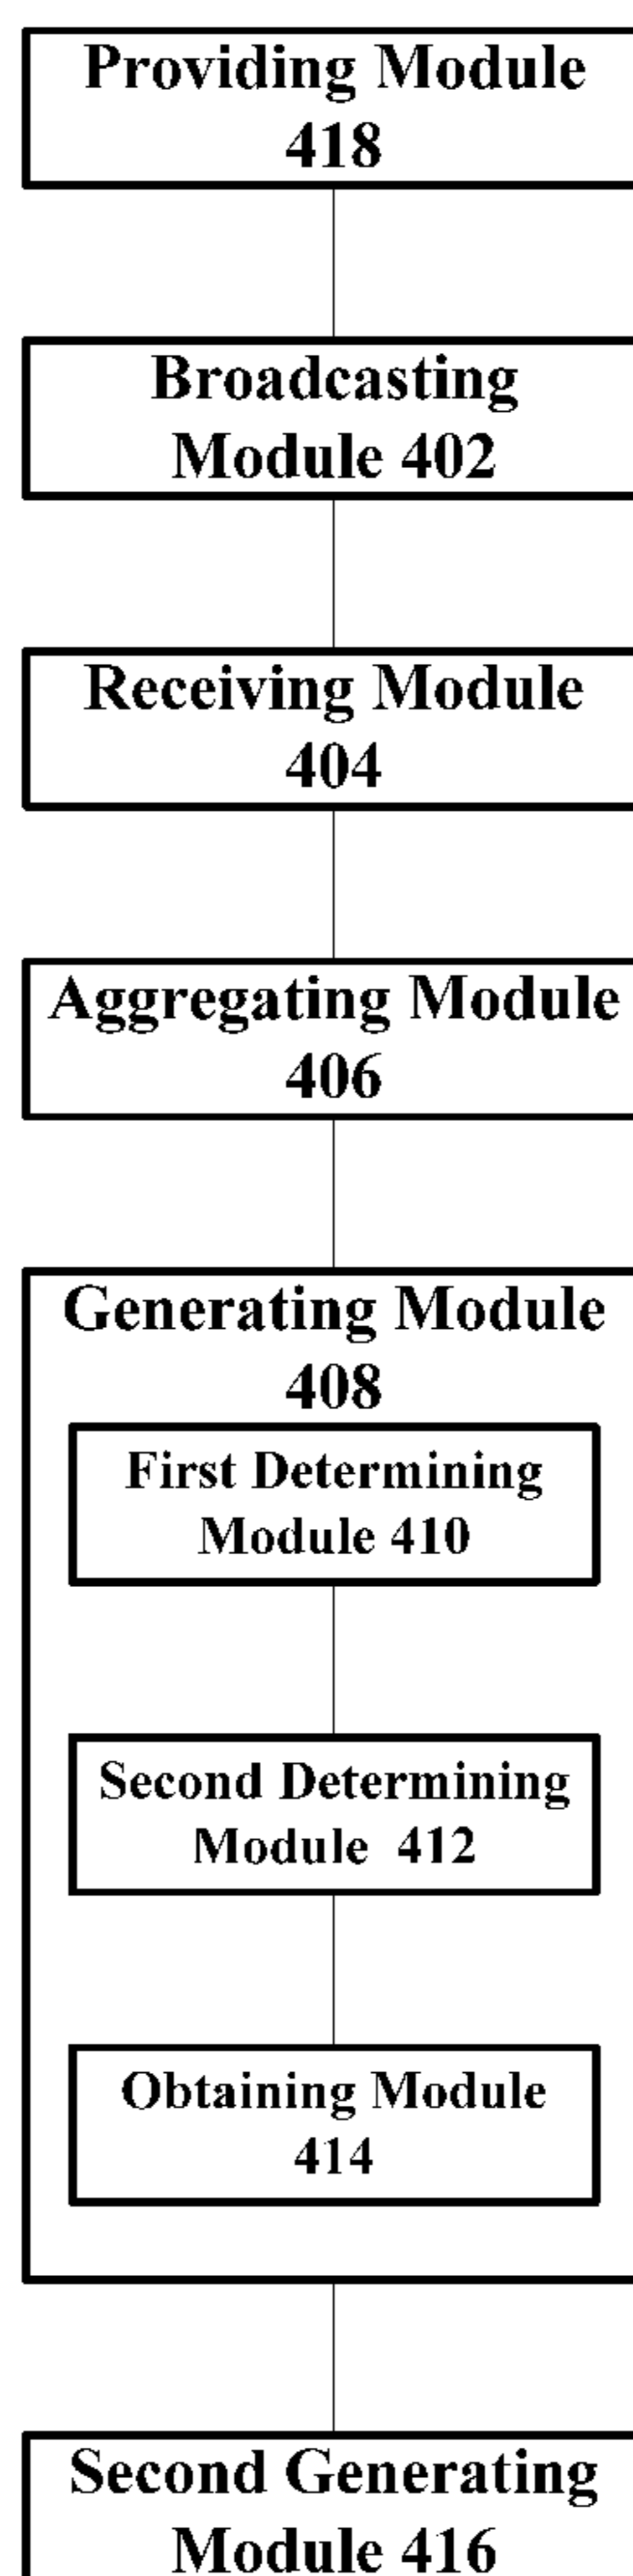 Providing Module
418
Broadcasting
Module 402
Receiving Module
404
Aggregating Module
406
Generating Module
408
First Determining
Module 410
Second Determining
Module 412
Obtaining Module
414
Second Generating
Module 416